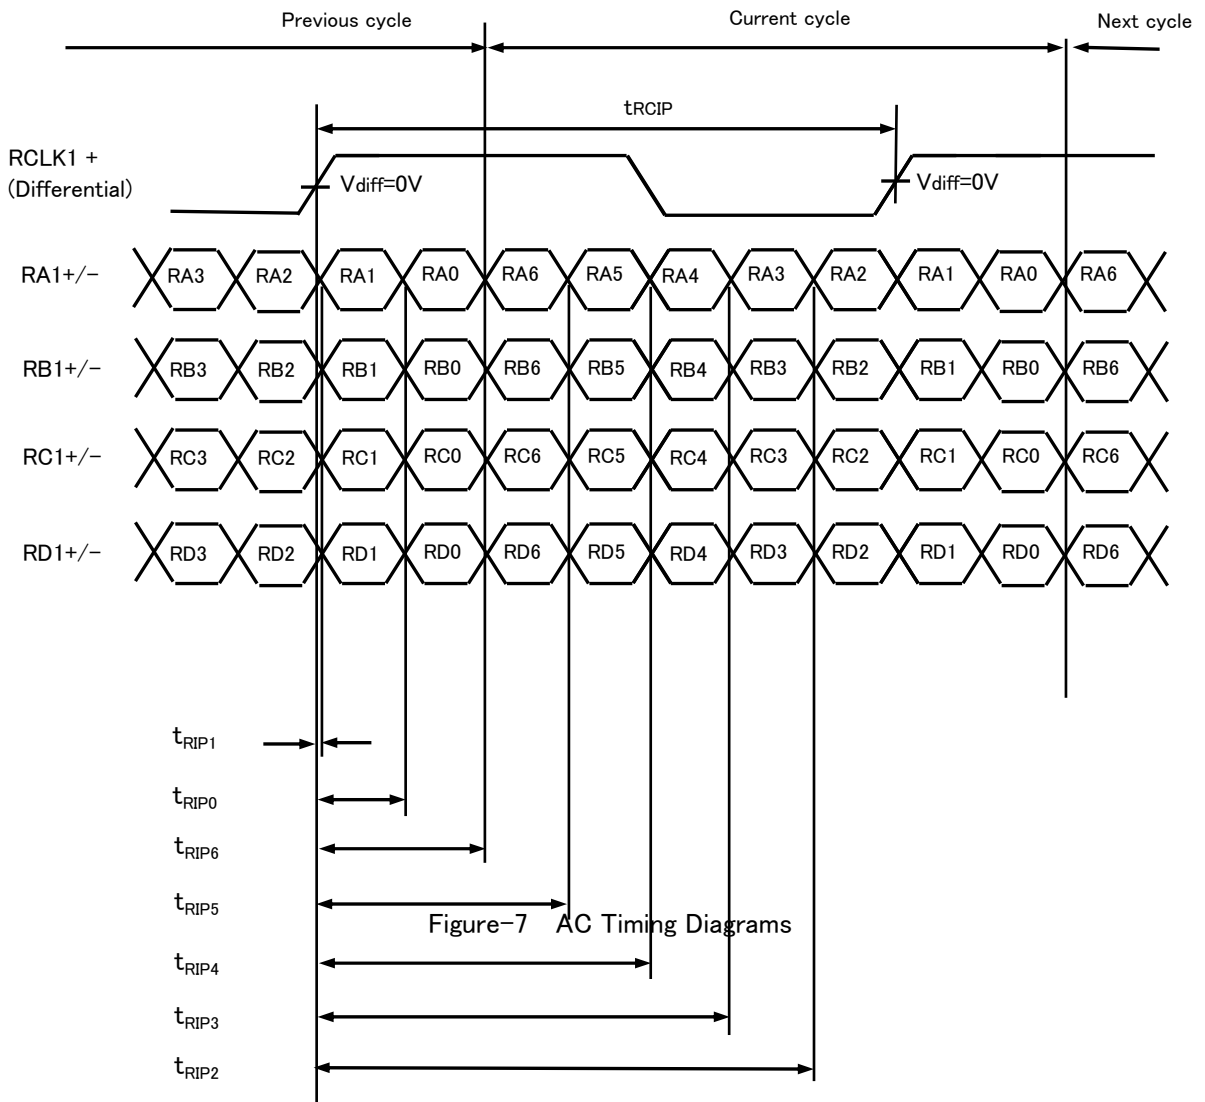 Previous cycle Current cycle Next cycle
tRCIP
RCLK1 +
(Differential)
Vdiff=0V Vdiff=0V
RA1+/- RA3 RA2 RA1 RA0 RA6 RA5 RA4 RA3 RA2 RA1 RA0 RA6
RB1+/- RB3 RB2 RB1 RB0 RB6 RB5 RB4 RB3 RB2 RB1 RB0 RB6
RC1+/- RC3 RC2 RC1 RC0 RC6 RC5 RC4 RC3 RC2 RC1 RC0 RC6
RD1+/- RD3 RD2 RD1 RD0 RD6 RD5 RD4 RD3 RD2 RD1 RD0 RD6
tRIP1
tRIP0
tRIP6
tRIP5
Figure-7 AC Timing Diagrams
tRIP4
tRIP3
tRIP2